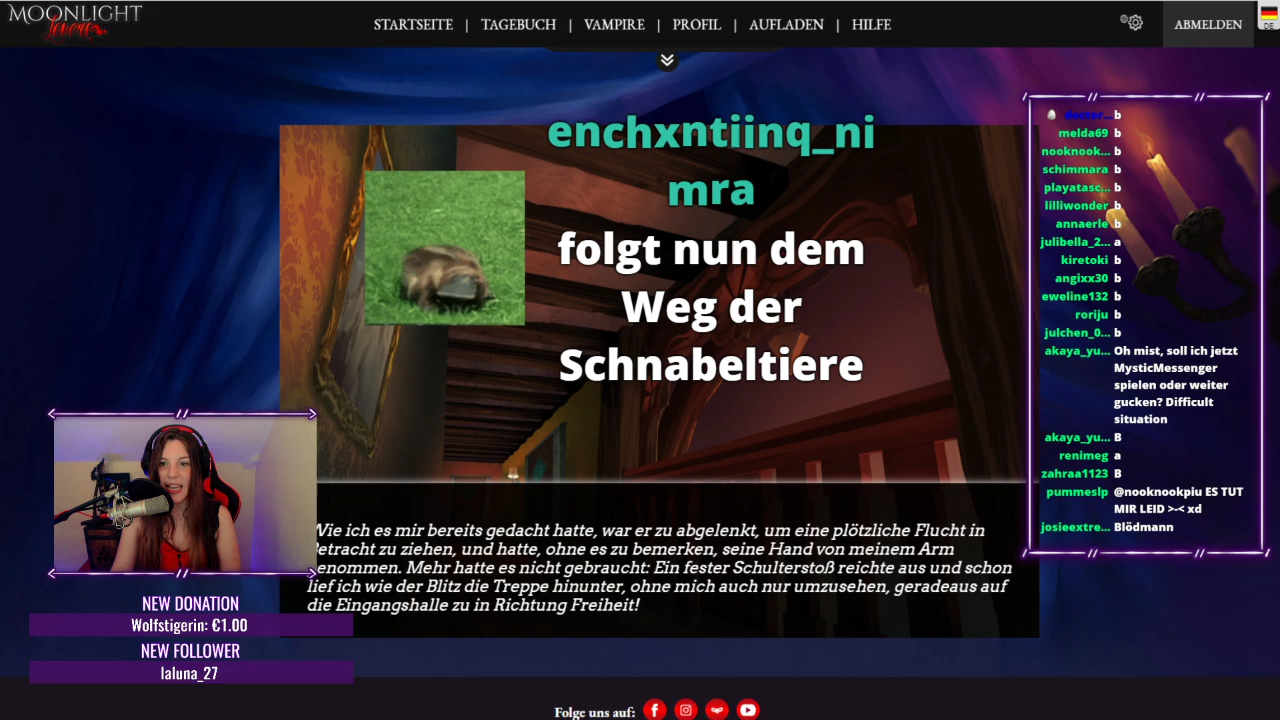 MOONLIGHT
Lovers
STARTSEITE | TAGEBUCH | VAMPIRE | PROFIL | AUFLADEN | HILFE
ABMELDEN
DE
enchxntiinq_ni
mra
folgt nun dem
Weg der
Schnabeltiere
b
melda69 b
nooknook... b
schimmara b
playatasc... b
lilliwonder b
annaerle b
julibella_2... a
kiretoki b
angixx30 b
eweline132 b
roriju b
julchen_0... b
akaya_yu... Oh mist, soll ich jetzt
MysticMessenger
spielen oder weiter
gucken? Difficult
situation
akaya_yu... B
renimeg a
zahraa1123 B
pummeslp @nooknookpiu ES TUT
MIR LEID >-< xd
josieextre... Blödmann
Wie ich es mir bereits gedacht hatte, war er zu abgelenkt, um eine plötzliche Flucht in
Betracht zu ziehen, und hatte, ohne es zu bemerken, seine Hand von meinem Arm
genommen. Mehr hatte es nicht gebraucht: Ein fester Schulterstoß reichte aus und schon
lief ich wie der Blitz die Treppe hinunter, ohne mich auch nur umzusehen, geradeaus auf
die Eingangshalle zu in Richtung Freiheit!
NEW DONATION
Wolfstigerin: €1.00
NEW FOLLOWER
laluna_27
Folge uns auf: